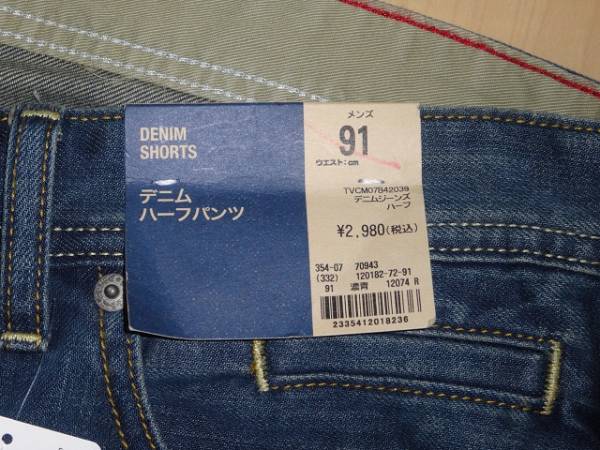 DENIM
SHORTS
デニム
ハーフパンツ
メンズ
91
ウエスト:cm
TVCM07B42039
デニムジーンズ
ハーフ
¥2,980(税込)
354-07 70943
(332) 120182-72-91
91 濃青 12074 R
2335412018236